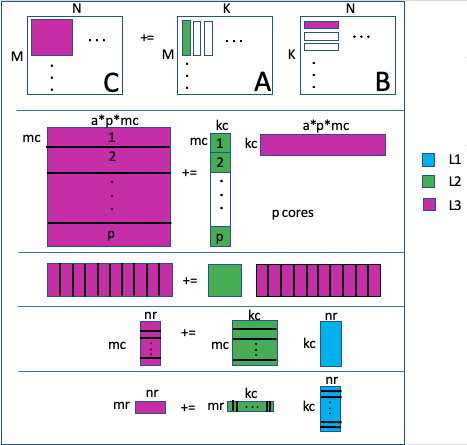 N K N
M ... += M ... K ...
C A B
a*p*mc kc a*p*mc
mc 1 mc 1 kc
2 += 2
p cores
p p
L1
L2
L3
+=
nr kc nr
mc += mc kc
nr
kc
mr += mr ... kc